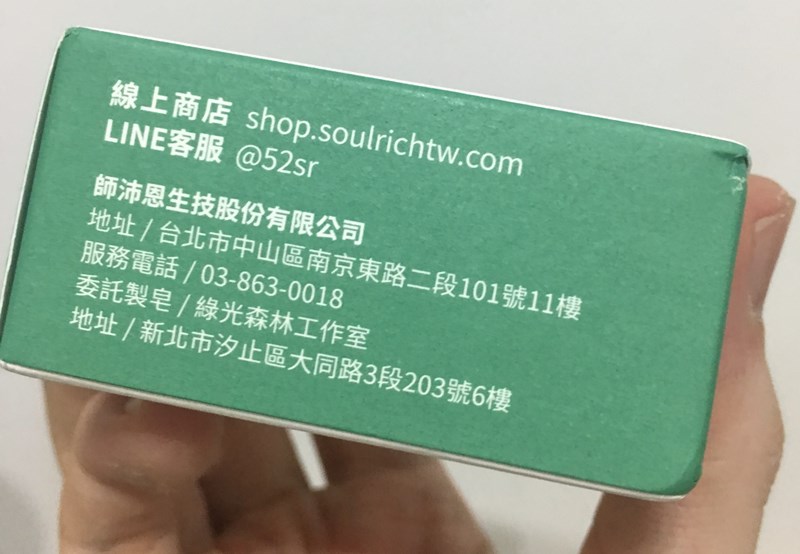 線上商店 shop.soulrichtw.com
LINE客服 @52sr
師沛恩生技股份有限公司
地址 / 台北市中山區南京東路二段101號11樓
服務電話 / 03-863-0018
委託製皂 / 綠光森林工作室
地址 / 新北市汐止區大同路3段203號6樓